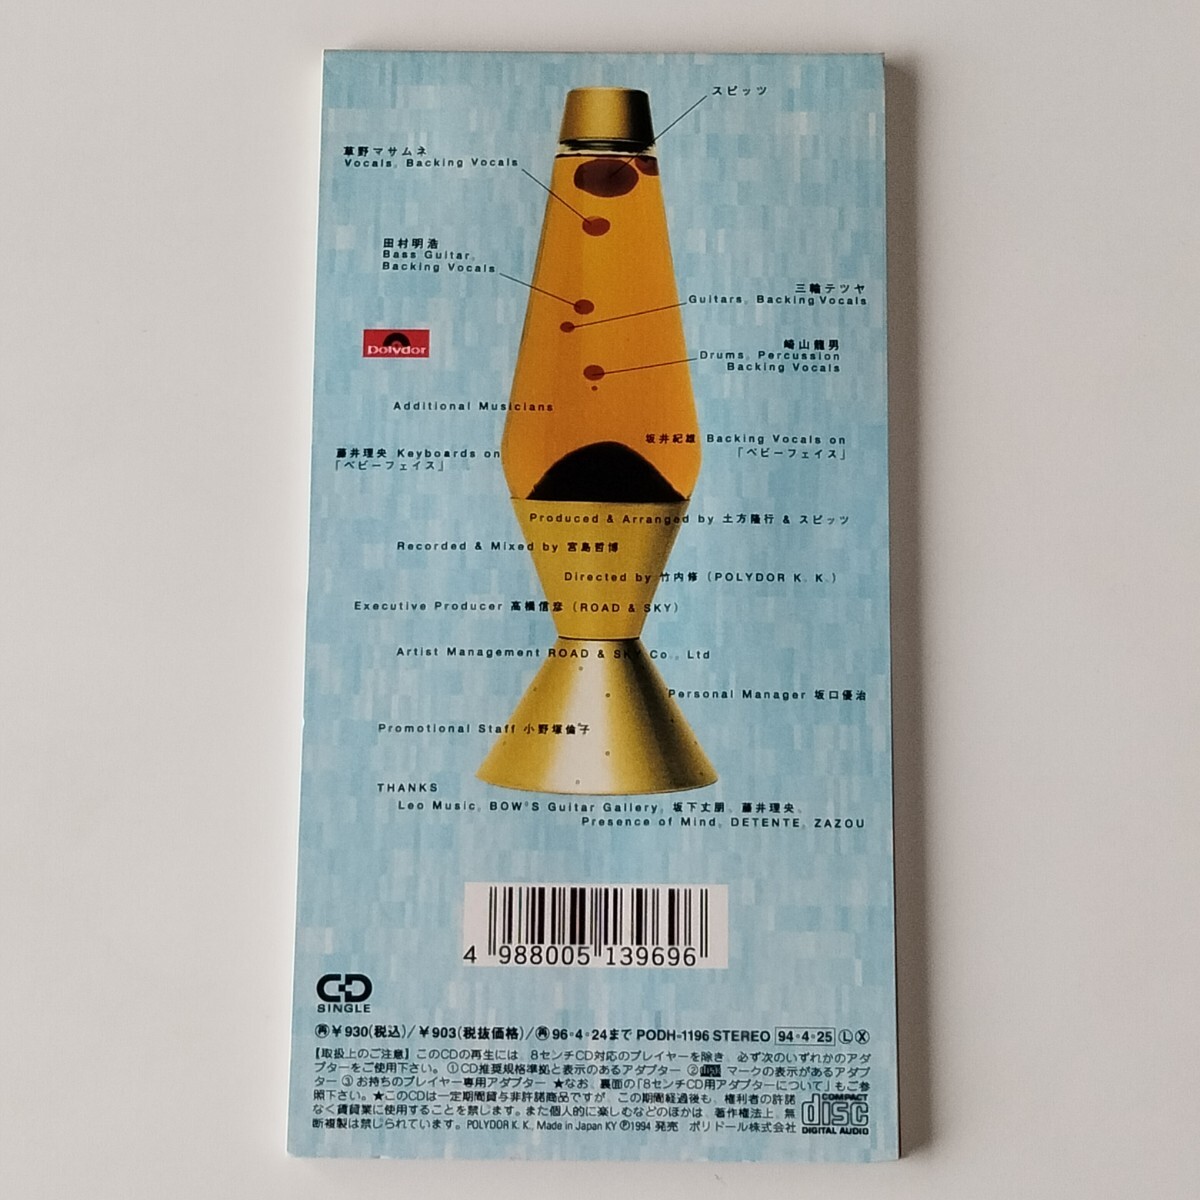 スピッツ
草野マサムネ
Vocals, Backing Vocals
田村明浩
Bass Guitar,
Backing Vocals
三輪テツヤ
Guitars, Backing Vocals
Polydor
崎山龍男
Drums, Percussion
Backing Vocals
Additional Musicians
坂井紀雄 Backing Vocals on
「ベビーフェイス」
藤井理央 Keyboards on
「ベビーフェイス」
Produced & Arranged by 土方隆行 & スピッツ
Recorded & Mixed by 宮島哲博
Directed by 竹内修 (POLYDOR K. K.)
Executive Producer 高橋信彦 (ROAD & SKY)
Artist Management ROAD & SKY Co., Ltd
Personal Manager 坂口優治
Promotional Staff 小野塚倫子
THANKS
Leo Music, BOW'S Guitar Gallery, 坂下丈朋, 藤井理央,
Presence of Mind, DETENTE, ZAZOU
4 988005 139696
CD
SINGLE
㊢¥930(税込)/¥903(税抜価格)/㊢96・4・24まで PODH-1196 STEREO 94・4・25 Ⓛ Ⓧ
【取扱上のご注意】このCDの再生には、8センチCD対応のプレイヤーを除き、必ず次のいずれかのアダ
プターをご使用下さい。①CD推奨規格準拠と表示のあるアダプター ② マークの表示があるアダプ
ター ③お持ちのプレイヤー専用アダプター ★なお、裏面の「8センチCD用アダプターについて」もご参
照下さい。★このCDは一定期間貸与非許諾商品ですが、この期間経過後も、権利者の許諾
なく賃貸業に使用することを禁じます。また個人的に楽しむなどのほかは、著作権法上、無
断複製は禁じられています。POLYDOR K. K., Made in Japan KY Ⓟ1994 発売 ポリドール株式会社
COMPACT
disc
DIGITAL AUDIO